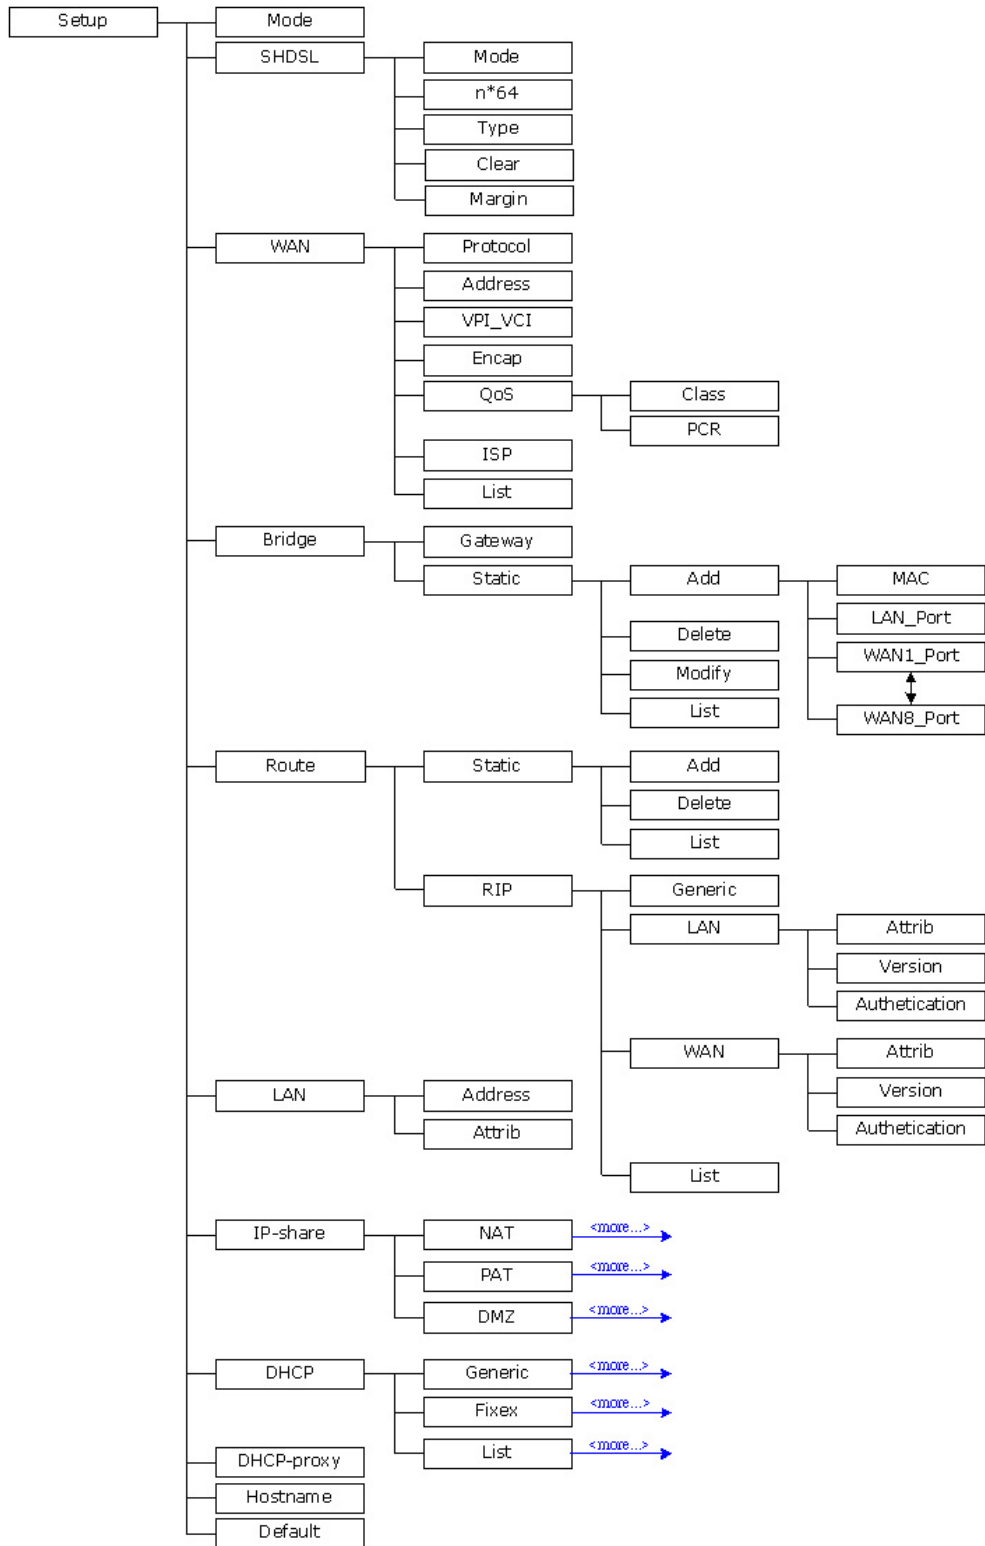 Setup
Mode
SHDSL
Mode
n*64
Type
Clear
Margin
WAN
Protocol
Address
VPI_VCI
Encap
QoS
Class
PCR
ISP
List
Bridge
Gateway
Static
Add
MAC
LAN_Port
WAN1_Port
WAN8_Port
Delete
Modify
List
Route
Static
Add
Delete
List
RIP
Generic
LAN
Attrib
Version
Authetication
WAN
Attrib
Version
Authetication
List
LAN
Address
Attrib
IP-share
NAT
<more...>
PAT
<more...>
DMZ
<more...>
DHCP
Generic
<more...>
Fixex
<more...>
List
<more...>
DHCP-proxy
Hostname
Default